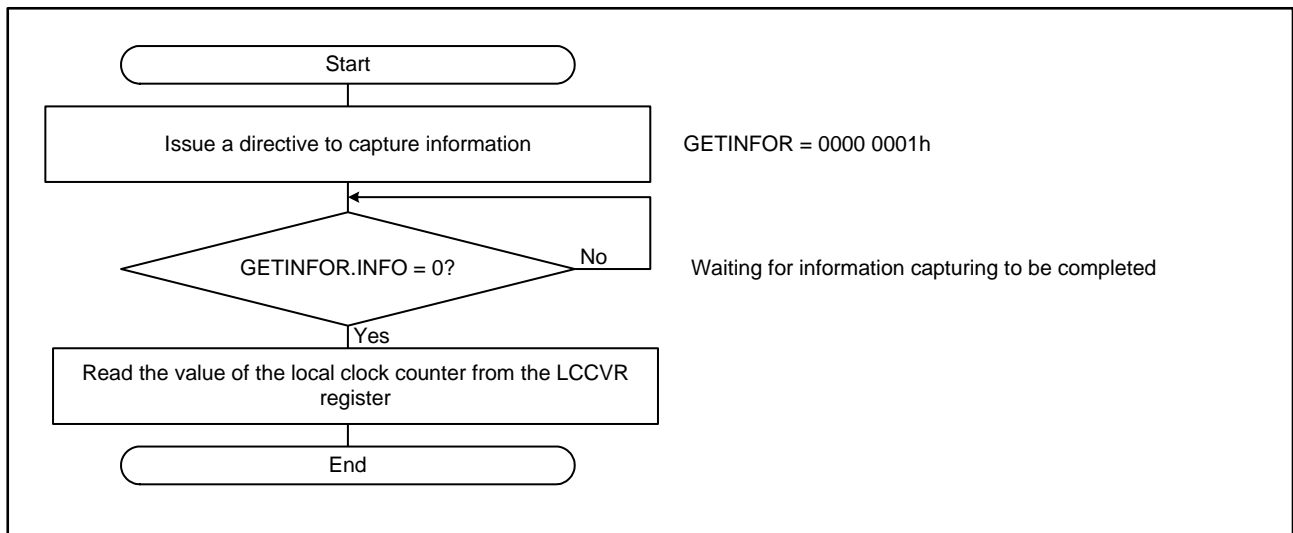 Start
Issue a directive to capture information
GETINFOR = 0000 0001h
GETINFOR.INFO = 0?
No
Waiting for information capturing to be completed
Yes
Read the value of the local clock counter from the LCCVR
register
End